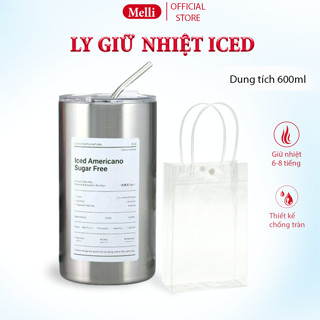 Melli
OFFICIAL
STORE
LY GIỮ NHIỆT ICED
Dung tích 600ml
Iced Americano
Sugar Free
Giữ nhiệt
6-8 tiếng
Thiết kế
chống tràn